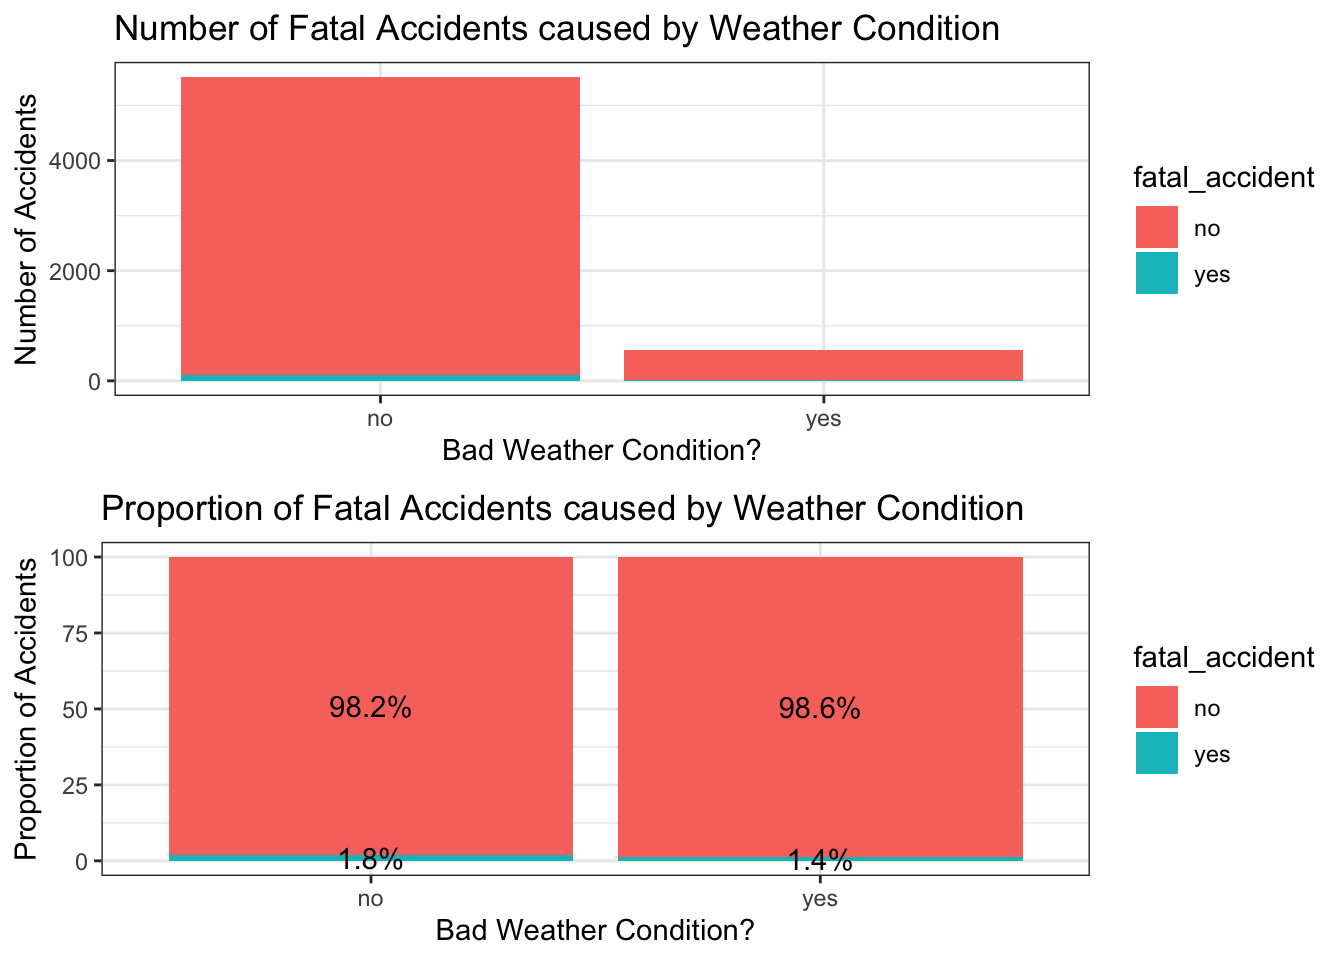 Number of Fatal Accidents caused by Weather Condition
Number of Accidents
4000
2000
0
no
yes
Bad Weather Condition?
fatal_accident
no
yes
Proportion of Fatal Accidents caused by Weather Condition
Proportion of Accidents
100
75
50
25
0
98.2%
98.6%
1.8%
1.4%
no
yes
Bad Weather Condition?
fatal_accident
no
yes